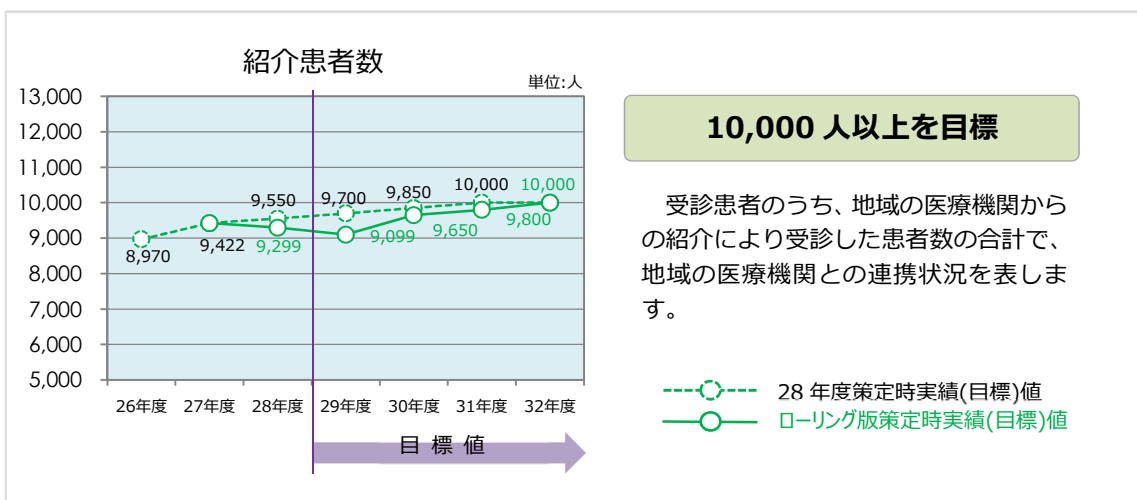 紹介患者数
単位:人
13,000
12,000
11,000
10,000
9,000
8,000
7,000
6,000
5,000
8,970
9,422
9,550
9,299
9,700
9,099
9,850
9,650
10,000
9,800
10,000
26年度 27年度 28年度 29年度 30年度 31年度 32年度
目 標 値
10,000 人以上を目標
受診患者のうち、地域の医療機関から
の紹介により受診した患者数の合計で、
地域の医療機関との連携状況を表しま
す。
28 年度策定時実績(目標)値
ローリング版策定時実績(目標)値